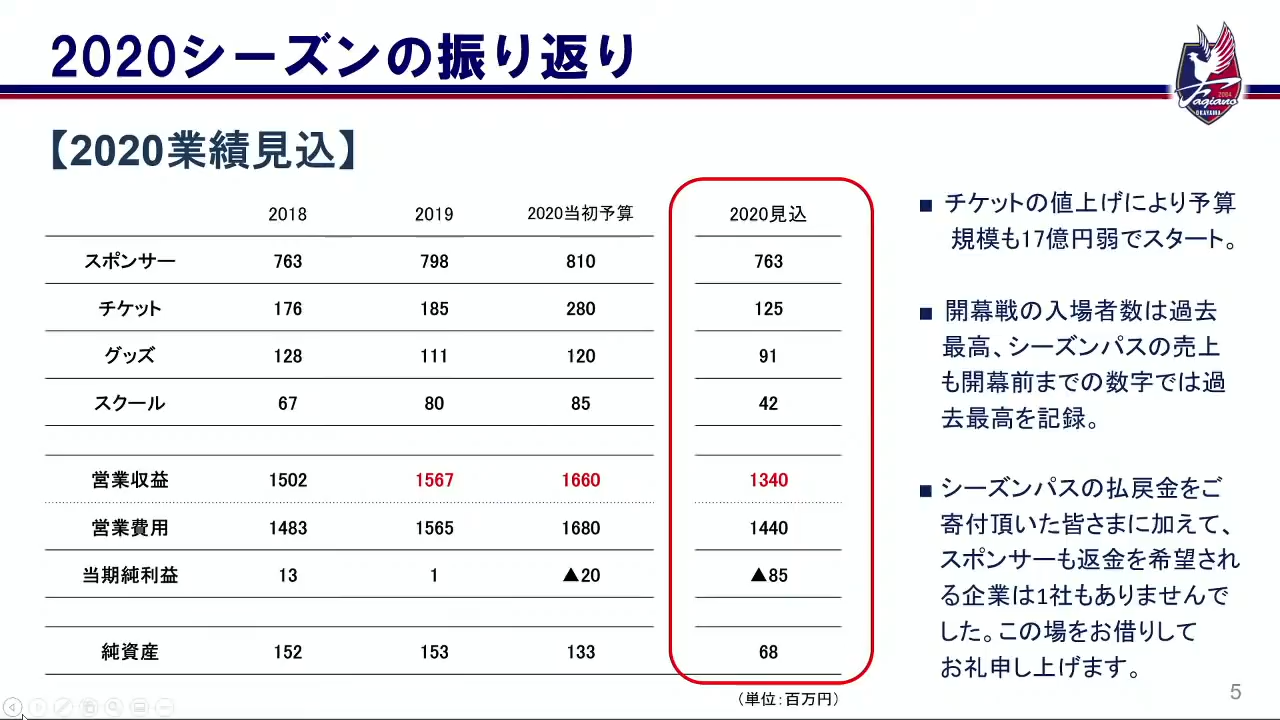 2020シーズンの振り返り
2004
Fagiano
OKAYAMA
【2020業績見込】
2018 2019 2020当初予算 2020見込
スポンサー 763 798 810 763
チケット 176 185 280 125
グッズ 128 111 120 91
スクール 67 80 85 42
営業収益 1502 1567 1660 1340
営業費用 1483 1565 1680 1440
当期純利益 13 1 ▲20 ▲85
純資産 152 153 133 68
（単位：百万円）
■ チケットの値上げにより予算
規模も17億円弱でスタート。
■ 開幕戦の入場者数は過去
最高、シーズンパスの売上
も開幕前までの数字では過
去最高を記録。
■ シーズンパスの払戻金をご
寄付頂いた皆さまに加えて、
スポンサーも返金を希望され
る企業は1社もありませんで
した。この場をお借りして
お礼申し上げます。
5